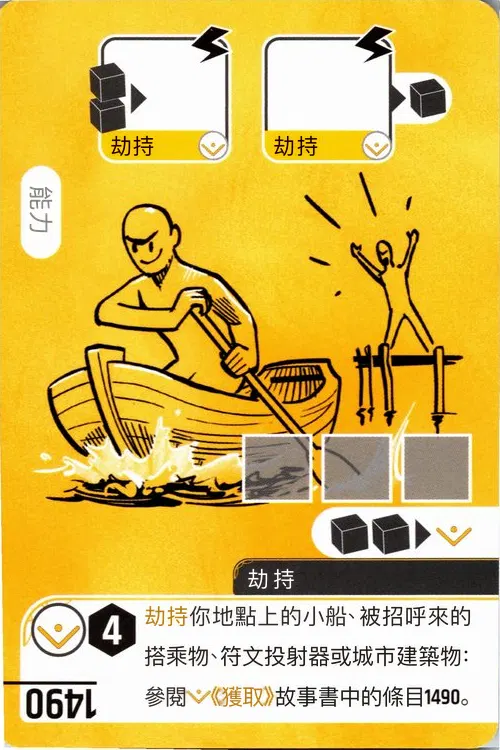 劫持
劫持
能力
劫持
4
劫持你地點上的小船、被招呼來的
搭乘物、符文投射器或城市建築物：
參閱《獲取》故事書中的條目1490。
1490